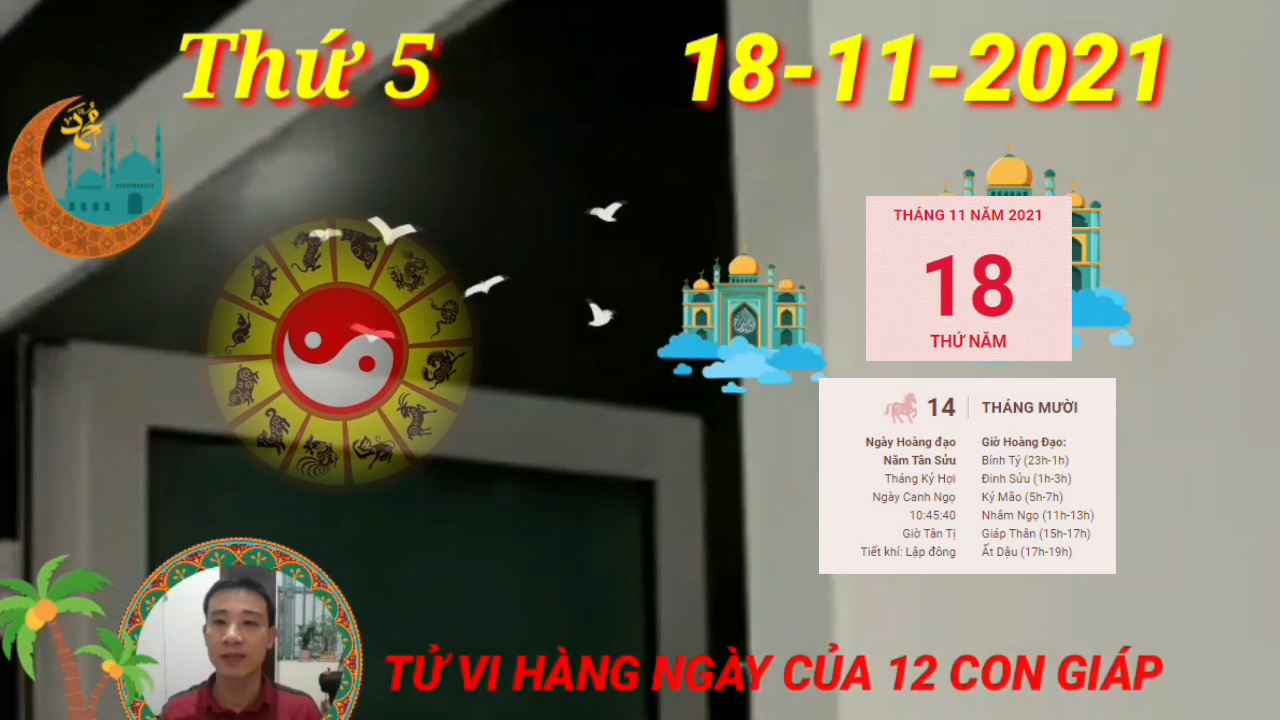 Thứ 5
18-11-2021
محمد
THÁNG 11 NĂM 2021
18
THỨ NĂM
14
THÁNG MƯỜI
Ngày Hoàng đạo
Năm Tân Sửu
Tháng Kỷ Hợi
Ngày Canh Ngọ
10:45:40
Giờ Tân Tị
Tiết khí: Lập đông
Giờ Hoàng Đạo:
Bính Tý (23h-1h)
Đinh Sửu (1h-3h)
Kỷ Mão (5h-7h)
Nhâm Ngọ (11h-13h)
Giáp Thân (15h-17h)
Ất Dậu (17h-19h)
TỬ VI HÀNG NGÀY CỦA 12 CON GIÁP